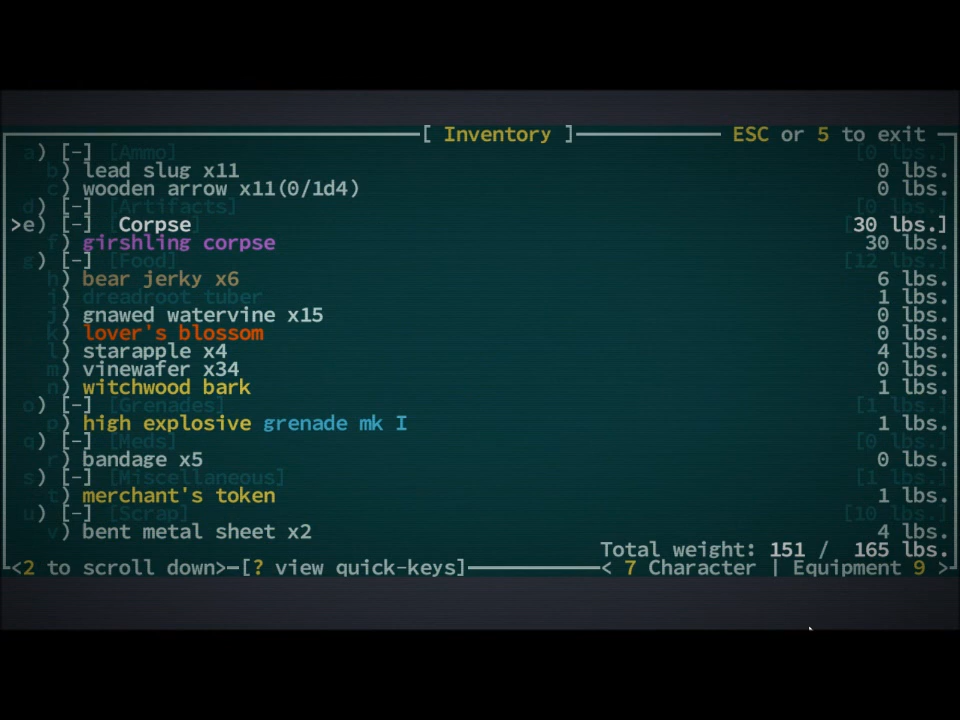 [ Inventory ] ESC or 5 to exit
a) [-] [Ammo] [0 lbs.]
b) lead slug x11 0 lbs.
c) wooden arrow x11(0/1d4) 0 lbs.
d) [-] [Artifacts] [0 lbs.]
>e) [-] Corpse] [30 lbs.]
f) girshling corpse 30 lbs.
g) [-] [Food] [12 lbs.]
h) bear jerky x6 6 lbs.
i) dreadroot tuber 1 lbs.
j) gnawed watervine x15 0 lbs.
k) lover's blossom 0 lbs.
l) starapple x4 4 lbs.
m) vinewafer x34 0 lbs.
n) witchwood bark 1 lbs.
o) [-] [Grenades] [1 lbs.]
p) high explosive grenade mk I 1 lbs.
q) [-] [Meds] [0 lbs.]
r) bandage x5 0 lbs.
s) [-] [Miscellaneous] [1 lbs.]
t) merchant's token 1 lbs.
u) [-] [Scrap] [10 lbs.]
v) bent metal sheet x2 4 lbs.
Total weight: 151 / 165 lbs.
<2 to scroll down> [? view quick-keys] < 7 Character | Equipment 9 >